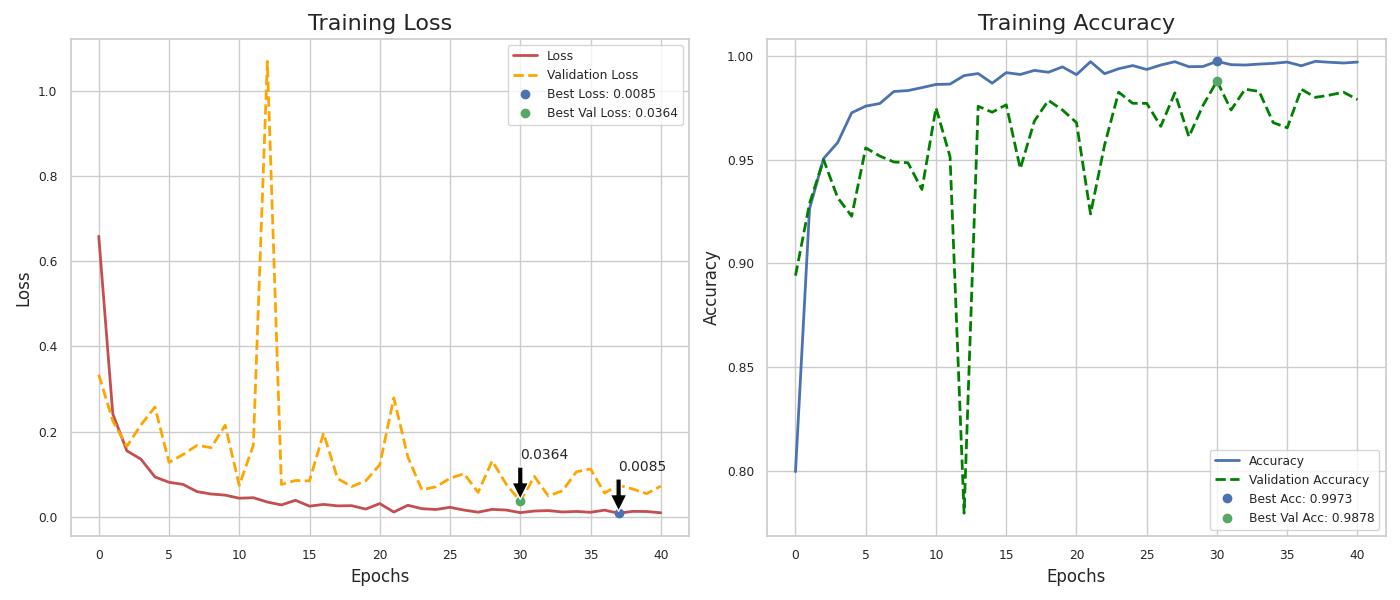 Training Loss
Loss
Validation Loss
Best Loss: 0.0085
Best Val Loss: 0.0364
1.0
0.8
0.6
0.4
0.2
0.0
Loss
0.0364
0.0085
0 5 10 15 20 25 30 35 40
Epochs
Training Accuracy
1.00
0.95
0.90
0.85
0.80
Accuracy
Accuracy
Validation Accuracy
Best Acc: 0.9973
Best Val Acc: 0.9878
0 5 10 15 20 25 30 35 40
Epochs